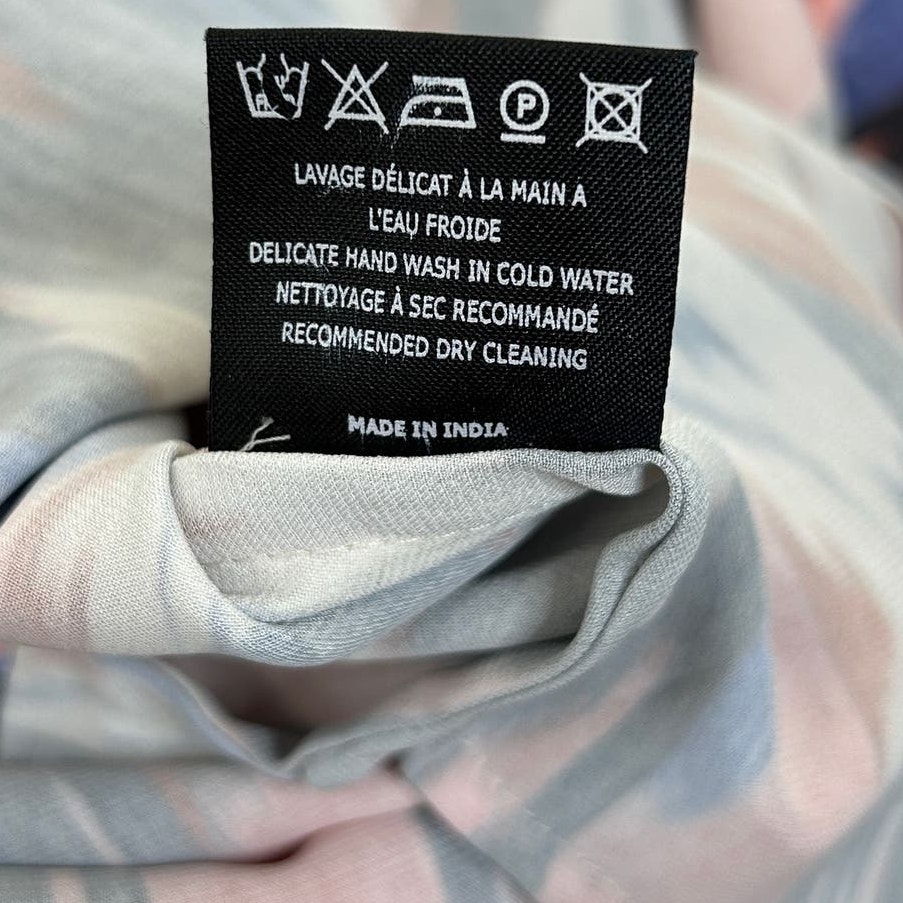 P
LAVAGE DÉLICAT À LA MAIN A
L'EAU FROIDE
DELICATE HAND WASH IN COLD WATER
NETTOYAGE À SEC RECOMMANDÉ
RECOMMENDED DRY CLEANING
MADE IN INDIA